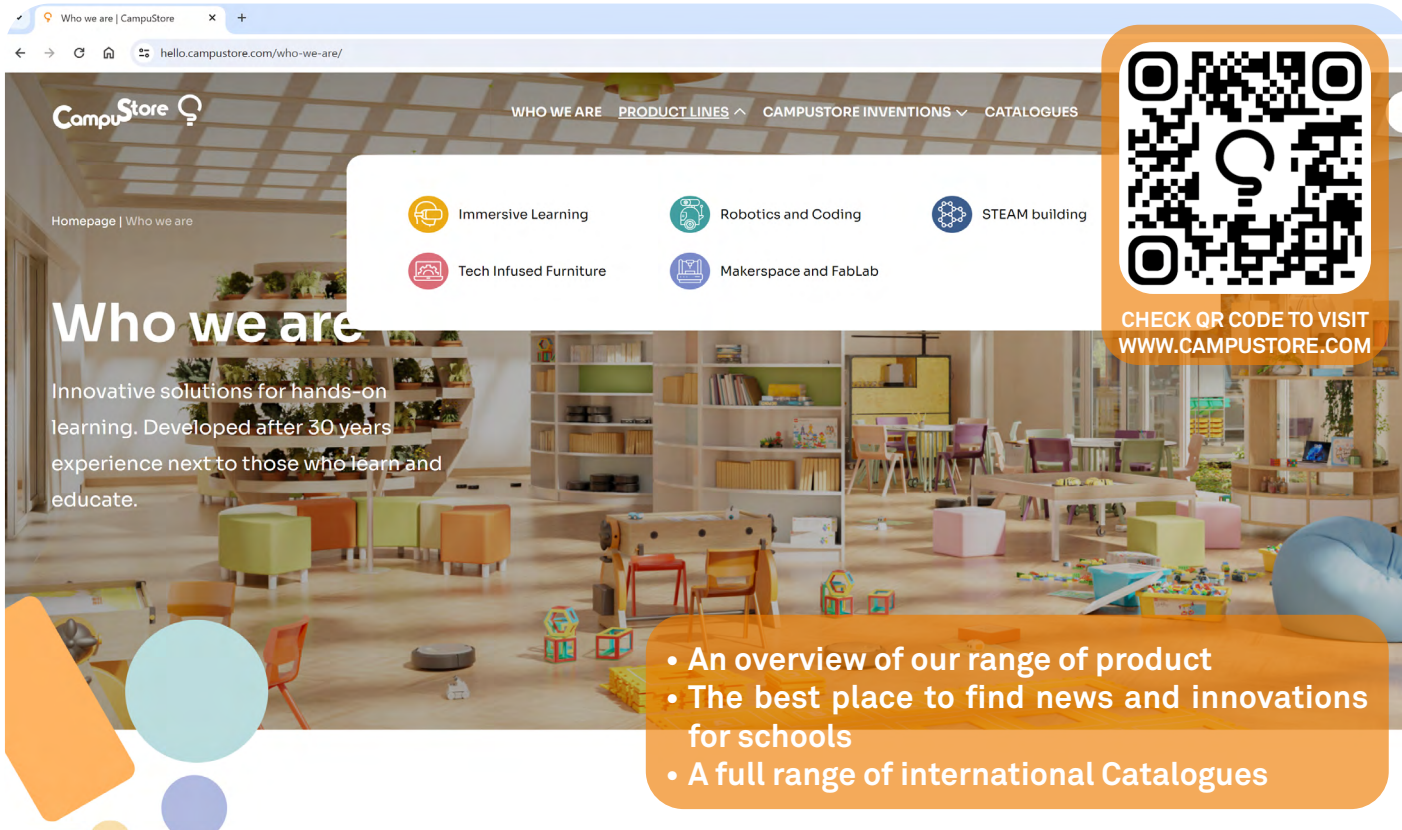 Who we are | CampuStore
hello.campustore.com/who-we-are/
CampuStore
WHO WE ARE PRODUCT LINES CAMPUSTORE INVENTIONS CATALOGUES
Immersive Learning
Robotics and Coding
STEAM building
Tech Infused Furniture
Makerspace and FabLab
Homepage | Who we are
Who we are
Innovative solutions for hands-on
learning. Developed after 30 years
experience next to those who learn and
educate.
CHECK QR CODE TO VISIT
WWW.CAMPUSTORE.COM
• An overview of our range of product
• The best place to find news and innovations
for schools
• A full range of international Catalogues